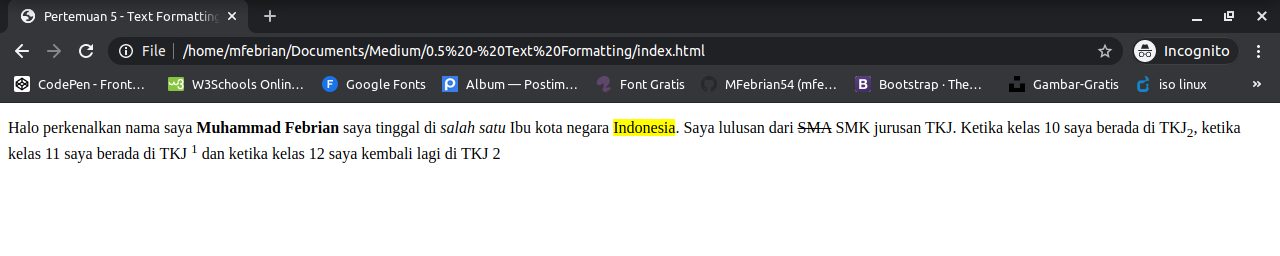 Pertemuan 5 - Text Formatting
File /home/mfebrian/Documents/Medium/0.5%20-%20Text%20Formatting/index.html Incognito
CodePen - Front… W3Schools Onlin… Google Fonts Album — Postim… Font Gratis MFebrian54 (mfe… Bootstrap · The… Gambar-Gratis iso linux »
Halo perkenalkan nama saya Muhammad Febrian saya tinggal di salah satu Ibu kota negara Indonesia. Saya lulusan dari SMA SMK jurusan TKJ. Ketika kelas 10 saya berada di TKJ2, ketika
kelas 11 saya berada di TKJ 1 dan ketika kelas 12 saya kembali lagi di TKJ 2